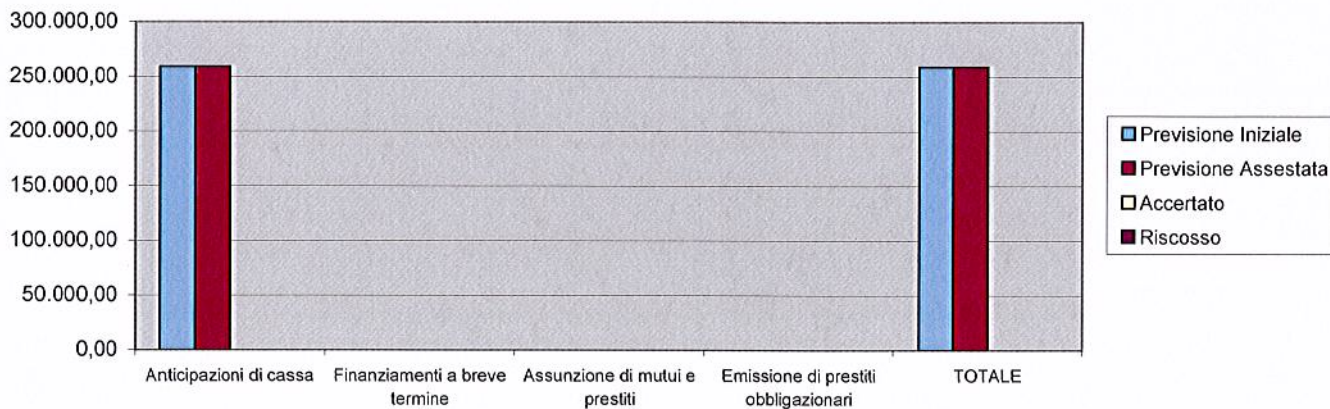 300.000,00
250.000,00
200.000,00
150.000,00
100.000,00
50.000,00
0,00
Anticipazioni di cassa
Finanziamenti a breve
termine
Assunzione di mutui e
prestiti
Emissione di prestiti
obbligazionari
TOTALE
Previsione Iniziale
Previsione Assestata
Accertato
Riscosso